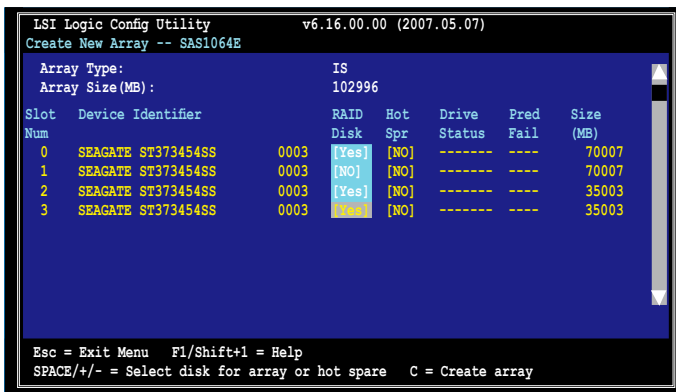 LSI Logic Config Utility v6.16.00.00 (2007.05.07)
Create New Array -- SAS1064E
Array Type: IS
Array Size(MB): 102996
Slot Device Identifier RAID Hot Drive Pred Size
Num Disk Spr Status Fail (MB)
0 SEAGATE ST373454SS 0003 [Yes] [NO] ------- ---- 70007
1 SEAGATE ST373454SS 0003 [NO] [NO] ------- ---- 70007
2 SEAGATE ST373454SS 0003 [Yes] [NO] ------- ---- 35003
3 SEAGATE ST373454SS 0003 [Yes] [NO] ------- ---- 35003
Esc = Exit Menu F1/Shift+1 = Help
SPACE/+/- = Select disk for array or hot spare C = Create array